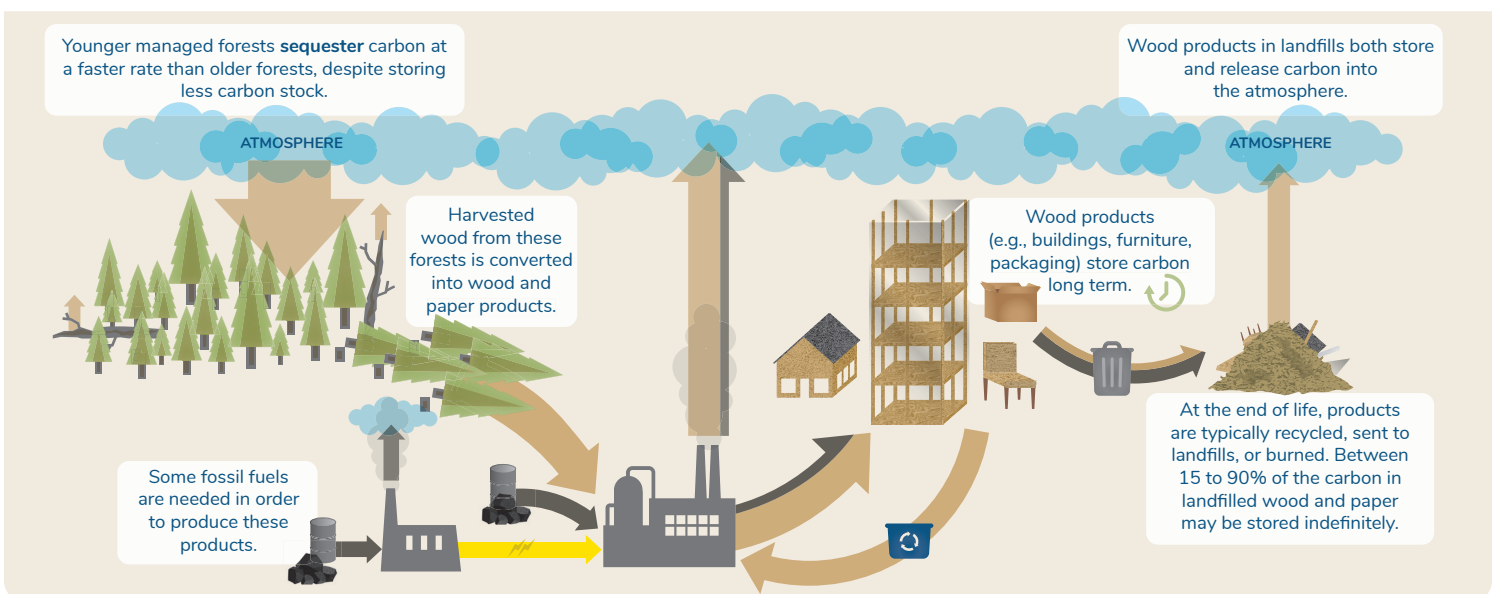 Younger managed forests sequester carbon at
a faster rate than older forests, despite storing
less carbon stock.
Wood products in landfills both store
and release carbon into
the atmosphere.
ATMOSPHERE
ATMOSPHERE
Harvested
wood from these
forests is converted
into wood and
paper products.
Wood products
(e.g., buildings, furniture,
packaging) store carbon
long term.
Some fossil fuels
are needed in order
to produce these
products.
At the end of life, products
are typically recycled, sent to
landfills, or burned. Between
15 to 90% of the carbon in
landfilled wood and paper
may be stored indefinitely.